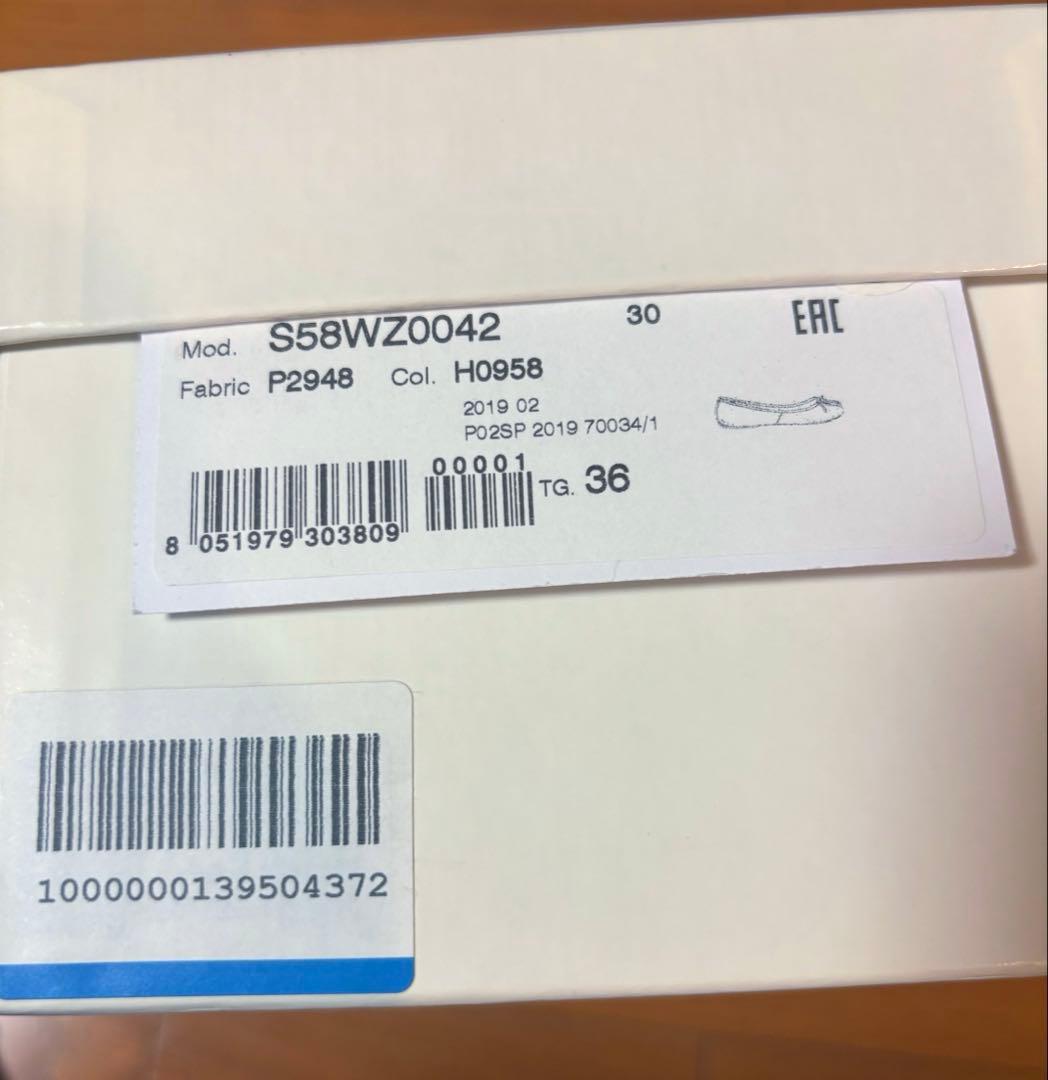 Mod. S58WZ0042 30 EAC
Fabric P2948 Col. H0958
2019 02
P02SP 2019 70034/1
00001
TG. 36
8 051979 303809
1000000139504372